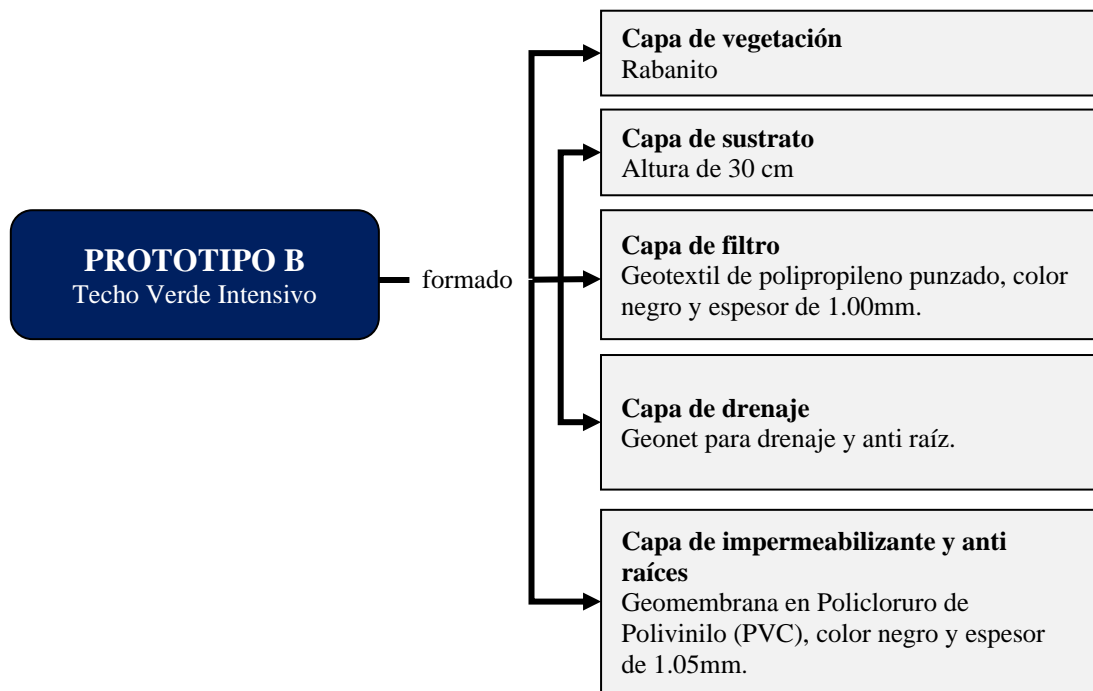 PROTOTIPO B
Techo Verde Intensivo
formado
Capa de vegetación
Rabanito
Capa de sustrato
Altura de 30 cm
Capa de filtro
Geotextil de polipropileno punzado, color
negro y espesor de 1.00mm.
Capa de drenaje
Geonet para drenaje y anti raíz.
Capa de impermeabilizante y anti
raíces
Geomembrana en Policloruro de
Polivinilo (PVC), color negro y espesor
de 1.05mm.